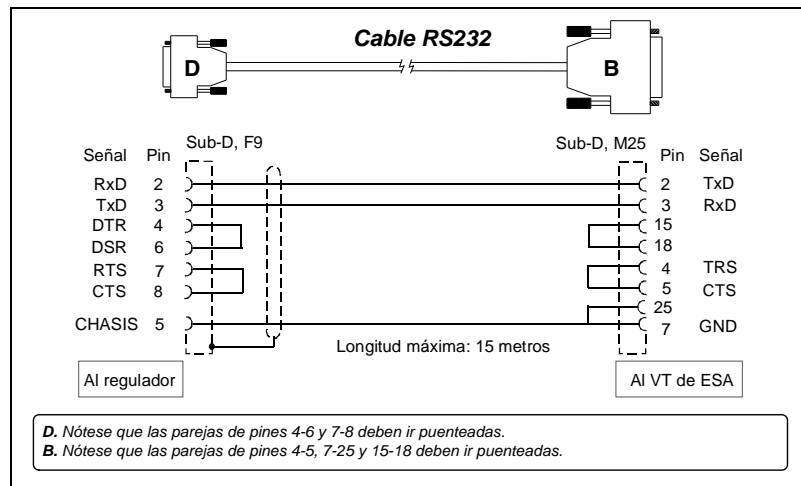 Cable RS232
D
B
Sub-D, F9
Sub-D, M25
Señal Pin
Pin Señal
RxD 2
2 TxD
TxD 3
3 RxD
DTR 4
15
DSR 6
18
RTS 7
4 TRS
CTS 8
5 CTS
25
CHASIS 5
7 GND
Longitud máxima: 15 metros
Al regulador
Al VT de ESA
D. Nótese que las parejas de pines 4-6 y 7-8 deben ir puenteadas.
B. Nótese que las parejas de pines 4-5, 7-25 y 15-18 deben ir puenteadas.